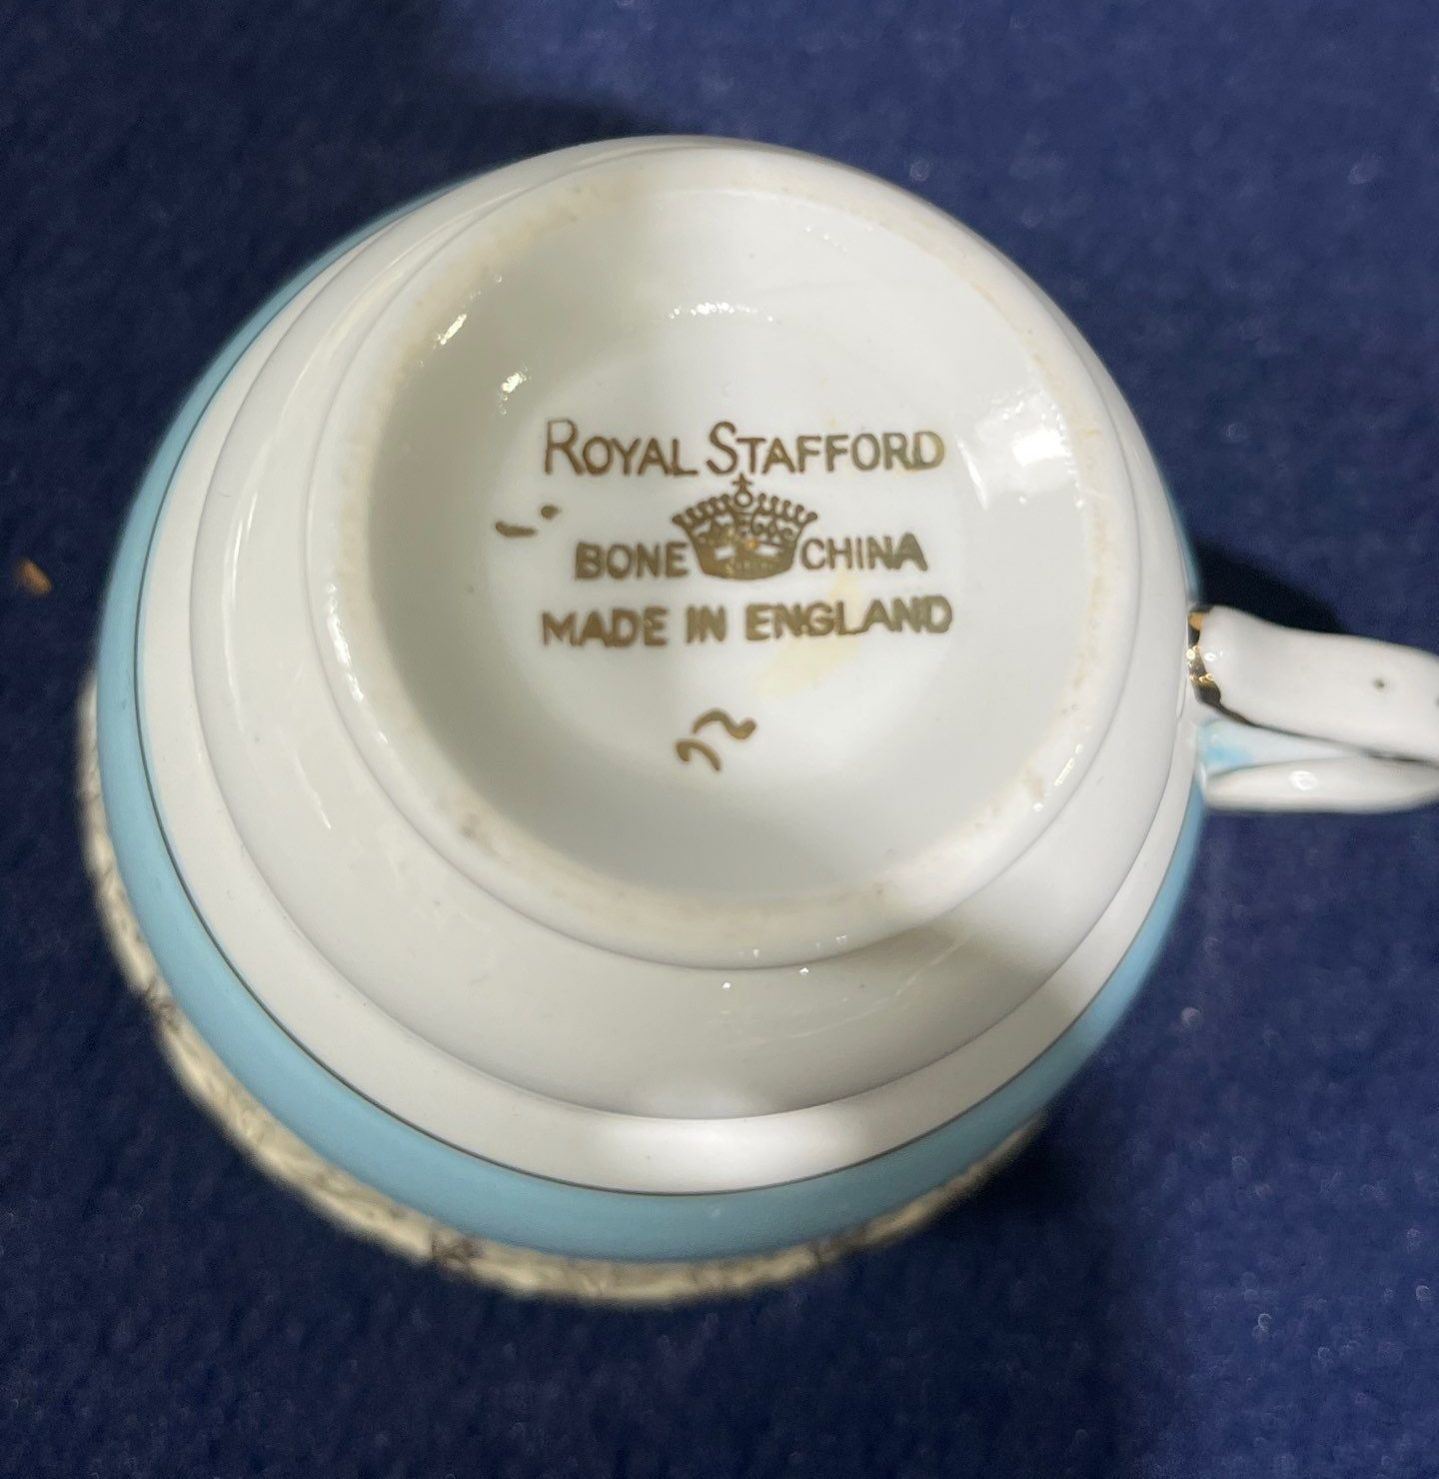 ROYAL STAFFORD
BONE CHINA
MADE IN ENGLAND